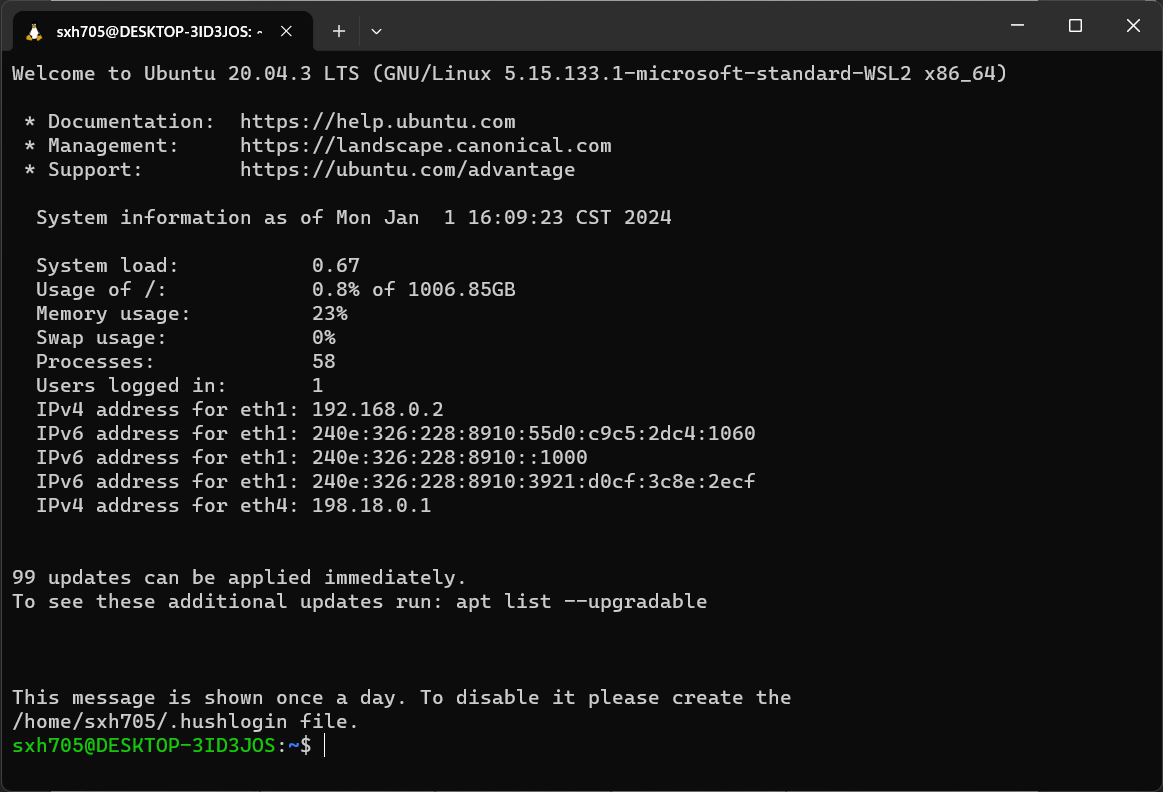 sxh705@DESKTOP-3ID3JOS: ~
Welcome to Ubuntu 20.04.3 LTS (GNU/Linux 5.15.133.1-microsoft-standard-WSL2 x86_64)
* Documentation:  https://help.ubuntu.com
* Management:     https://landscape.canonical.com
* Support:        https://ubuntu.com/advantage
System information as of Mon Jan  1 16:09:23 CST 2024
System load:           0.67
Usage of /:            0.8% of 1006.85GB
Memory usage:          23%
Swap usage:            0%
Processes:             58
Users logged in:       1
IPv4 address for eth1: 192.168.0.2
IPv6 address for eth1: 240e:326:228:8910:55d0:c9c5:2dc4:1060
IPv6 address for eth1: 240e:326:228:8910::1000
IPv6 address for eth1: 240e:326:228:8910:3921:d0cf:3c8e:2ecf
IPv4 address for eth4: 198.18.0.1
99 updates can be applied immediately.
To see these additional updates run: apt list --upgradable
This message is shown once a day. To disable it please create the
/home/sxh705/.hushlogin file.
sxh705@DESKTOP-3ID3JOS:~$